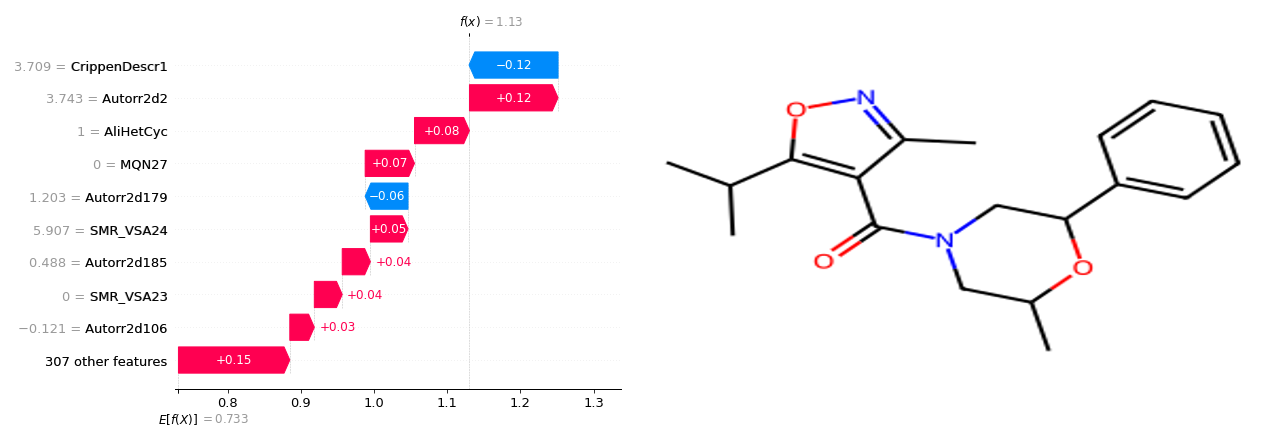 f(x) = 1.13
3.709 = CrippenDescr1
−0.12
3.743 = Autorr2d2
+0.12
1 = AliHetCyc
+0.08
0 = MQN27
+0.07
1.203 = Autorr2d179
−0.06
5.907 = SMR_VSA24
+0.05
0.488 = Autorr2d185
+0.04
0 = SMR_VSA23
+0.04
−0.121 = Autorr2d106
+0.03
307 other features
+0.15
0.8 0.9 1.0 1.1 1.2 1.3
E[f(X)] = 0.733
O
N
O
N
O